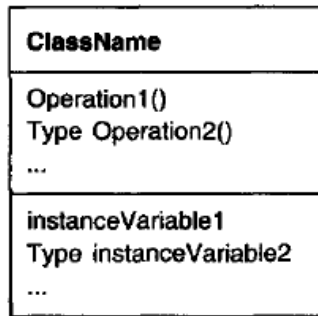 ClassName
Operation1()
Type Operation2()
...
instanceVariable1
Type instanceVariable2
...